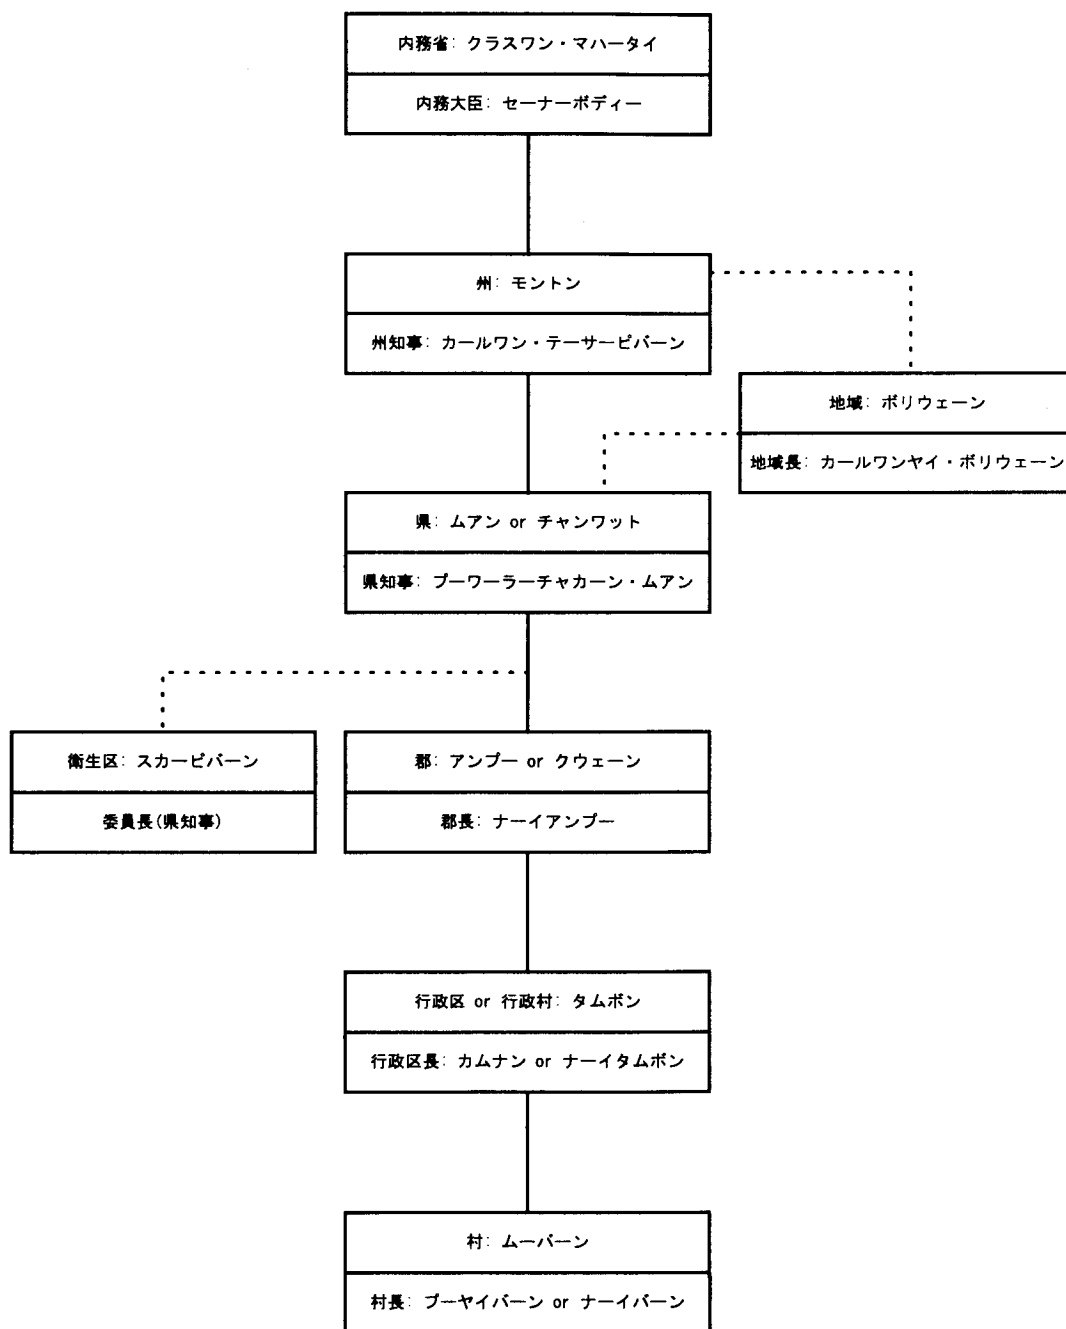 内務省: クラスワン・マハータイ
内務大臣: セーナーボディー
州: モントン
州知事: カールワン・テーサーピバーン
地域: ボリウェーン
地域長: カールワンヤイ・ボリウェーン
県: ムアン or チャンワット
県知事: プーワーラーチャカーン・ムアン
衛生区: スカーピバーン
委員長(県知事)
郡: アンプー or クウェーン
郡長: ナーイアンプー
行政区 or 行政村: タムボン
行政区長: カムナン or ナーイタムボン
村: ムーバーン
村長: プーヤイバーン or ナーイバーン